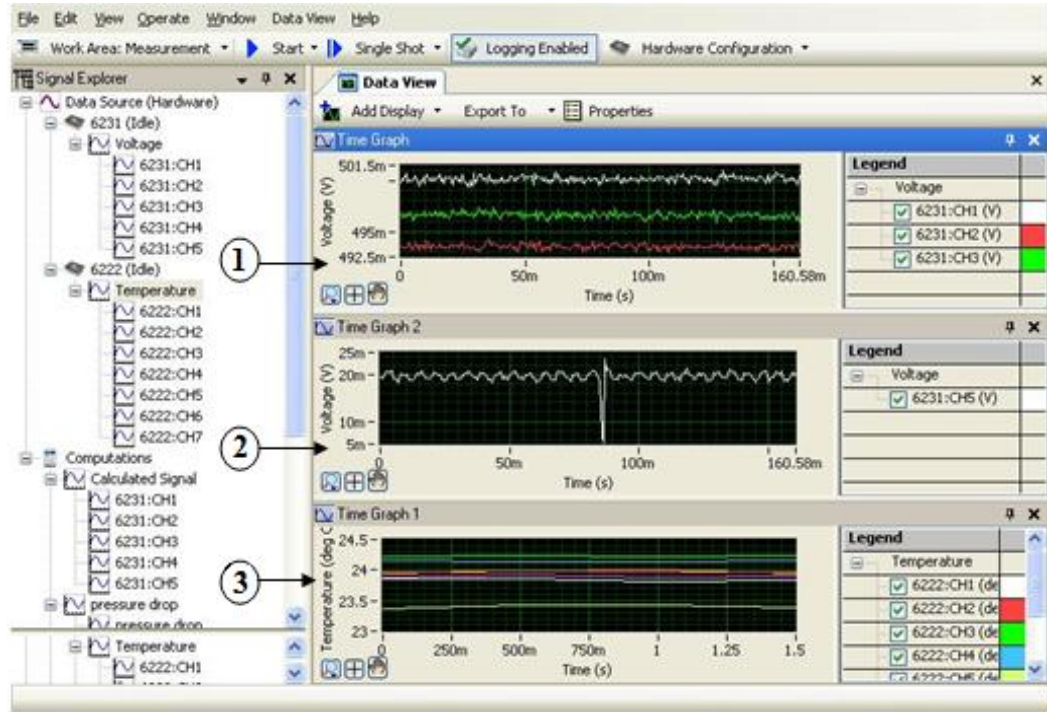 File Edit View Operate Window Data View Help
Work Area: Measurement Start Single Shot Logging Enabled Hardware Configuration
Signal Explorer
Data Source (Hardware)
6231 (Idle)
Voltage
6231:CH1
6231:CH2
6231:CH3
6231:CH4
6231:CH5
6222 (Idle)
Temperature
6222:CH1
6222:CH2
6222:CH3
6222:CH4
6222:CH5
6222:CH6
6222:CH7
Computations
Calculated Signal
6231:CH1
6231:CH2
6231:CH3
6231:CH4
6231:CH5
pressure drop
pressure drop
Temperature
6222:CH1
Data View
Add Display Export To Properties
Time Graph
1
Voltage (V)
501.5m
495m
492.5m
0 50m 100m 160.58m
Time (s)
Legend
Voltage
6231:CH1 (V)
6231:CH2 (V)
6231:CH3 (V)
Time Graph 2
2
Voltage (V)
25m
20m
10m
5m
0 50m 100m 160.58m
Time (s)
Legend
Voltage
6231:CH5 (V)
Time Graph 1
3
Temperature (deg C
24.5
24
23.5
23
0 250m 500m 750m 1 1.25 1.5
Time (s)
Legend
Temperature
6222:CH1 (de
6222:CH2 (de
6222:CH3 (de
6222:CH4 (de
6222:CH5 (de